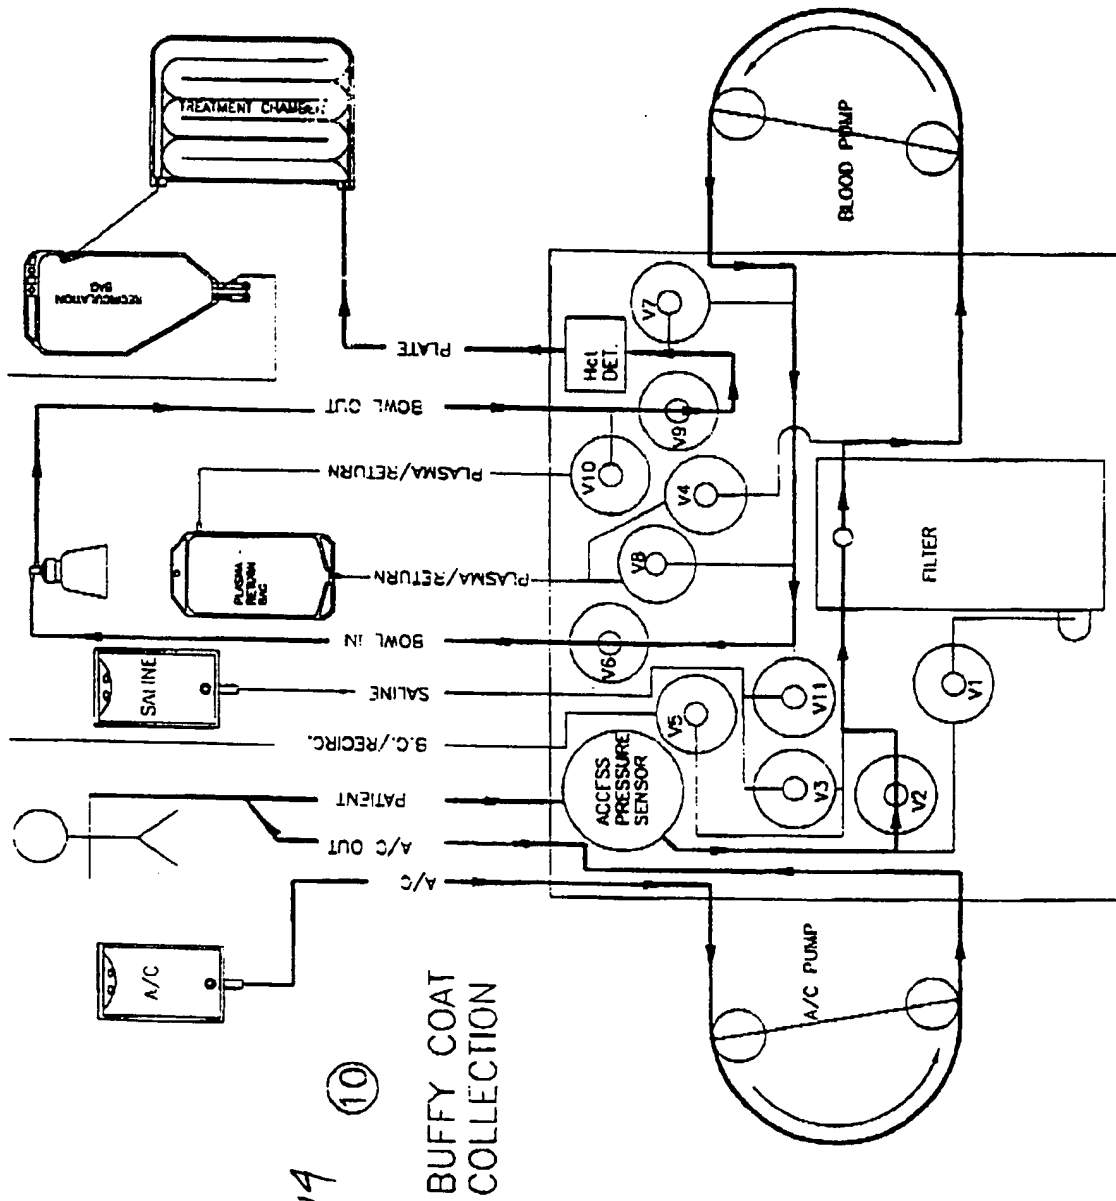 TREATMENT CHAMBER
RECIRCULATION
BAG
PLATE
BOWL OUT
PLASMA/RETURN
PLASMA
RETURN
BAG
PLASMA/RETURN
BOWL IN
SALINE
SALINE
B.C./RECIRC.
PATIENT
A/C OUT
A/C
A/C
BLOOD PUMP
V7
Hct
DET.
V9
V10
V4
V8
V6
V5
V11
ACCESS
PRESSURE
SENSOR
V3
V2
V1
FILTER
A/C PUMP
10
BUFFY COAT
COLLECTION